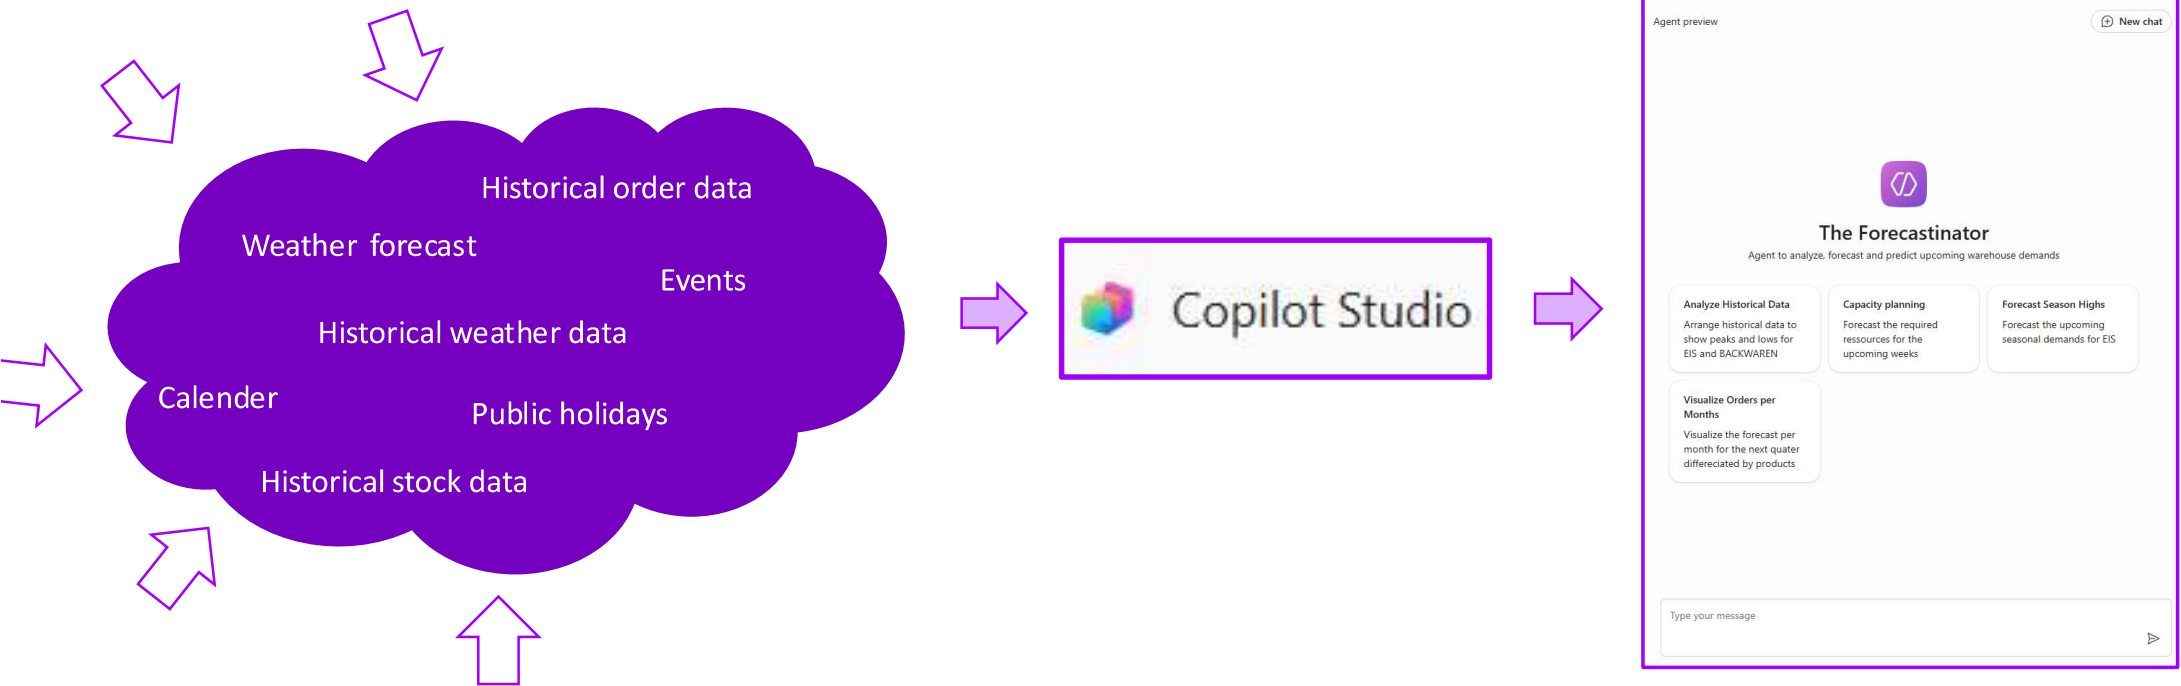 Historical order data
Weather forecast
Events
Historical weather data
Calender
Public holidays
Historical stock data
Copilot Studio
Agent preview
New chat
The Forecastinator
Agent to analyze, forecast and predict upcoming warehouse demands
Analyze Historical Data
Arrange historical data to
show peaks and lows for
EIS and BACKWAREN
Capacity planning
Forecast the required
ressources for the
upcoming weeks
Forecast Season Highs
Forecast the upcoming
seasonal demands for EIS
Visualize Orders per
Months
Visualize the forecast per
month for the next quater
differeciated by products
Type your message